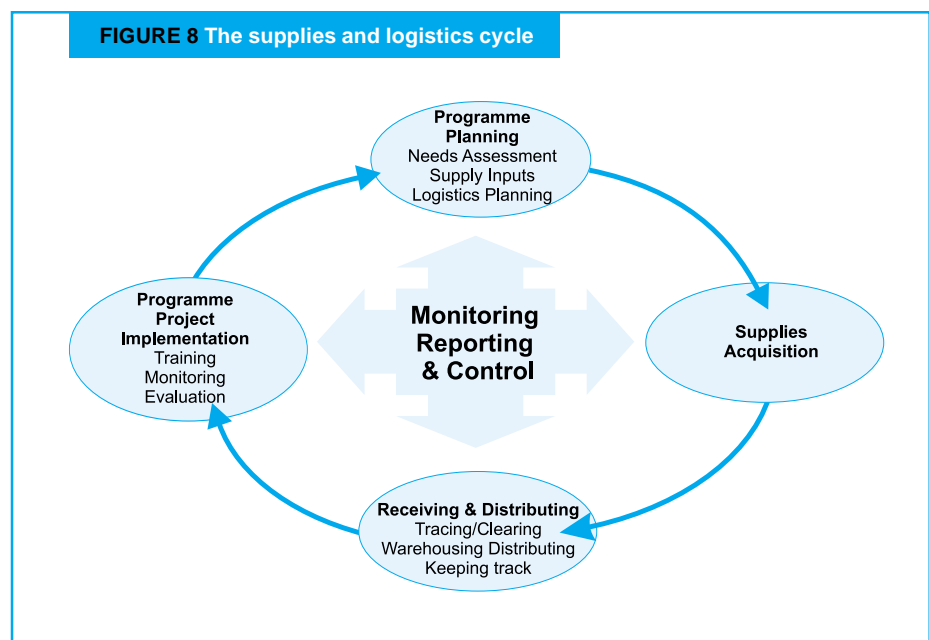 FIGURE 8 The supplies and logistics cycle
Programme
Planning
Needs Assessment
Supply Inputs
Logistics Planning
Programme
Project
Implementation
Training
Monitoring
Evaluation
Monitoring
Reporting
& Control
Supplies
Acquisition
Receiving & Distributing
Tracing/Clearing
Warehousing Distributing
Keeping track